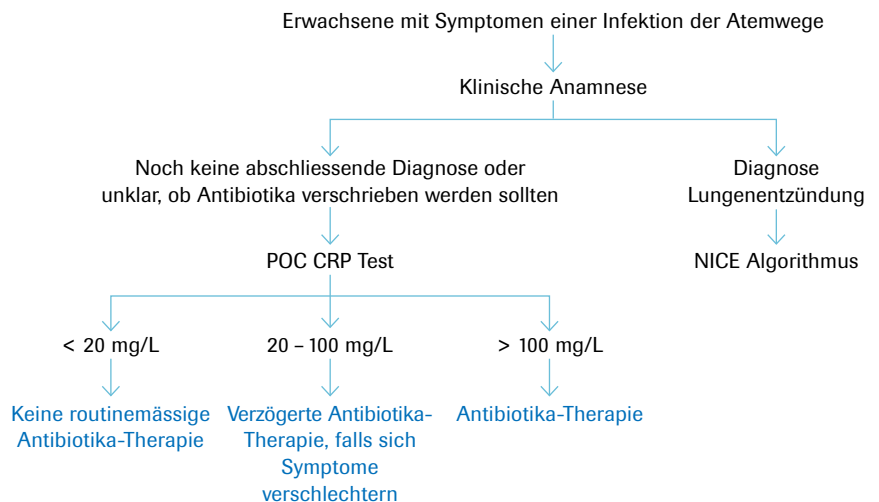 Erwachsene mit Symptomen einer Infektion der Atemwege
Klinische Anamnese
Noch keine abschliessende Diagnose oder
unklar, ob Antibiotika verschrieben werden sollten
Diagnose
Lungenentzündung
POC CRP Test
NICE Algorithmus
< 20 mg/L
20 – 100 mg/L
> 100 mg/L
Keine routinemässige
Antibiotika-Therapie
Verzögerte Antibiotika-
Therapie, falls sich
Symptome
verschlechtern
Antibiotika-Therapie